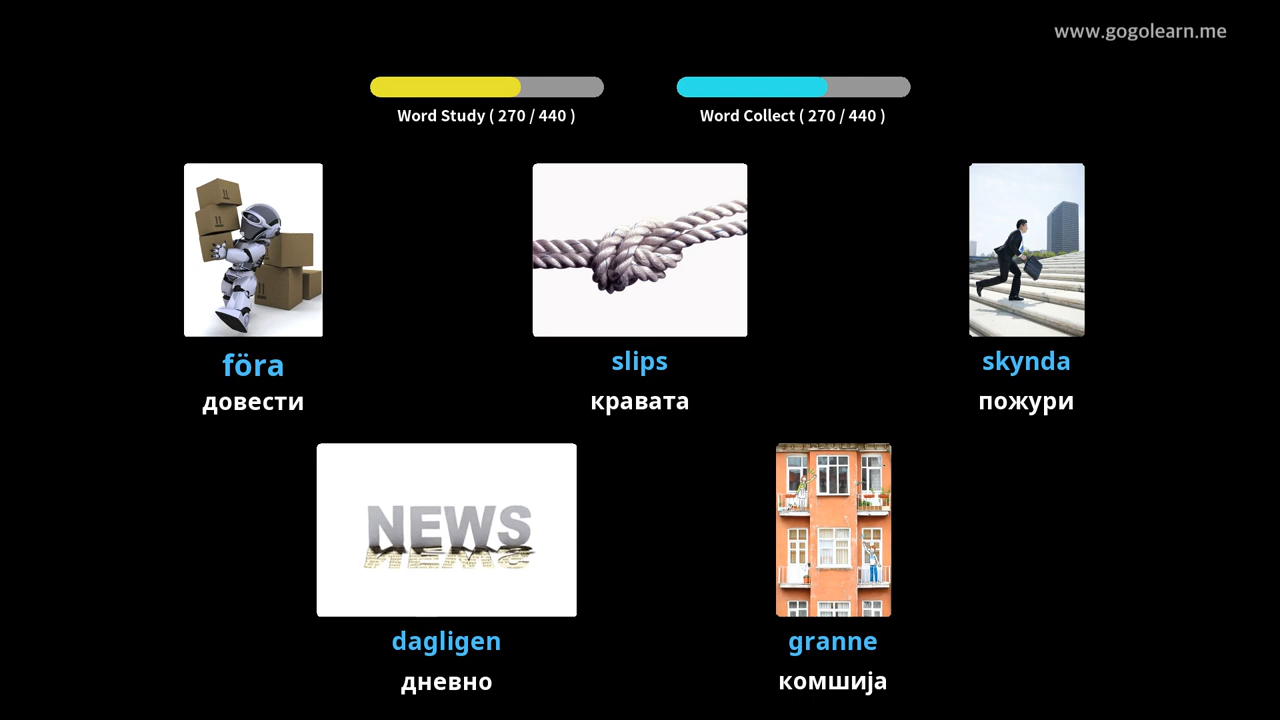 www.gogolearn.me
Word Study ( 270 / 440 )
Word Collect ( 270 / 440 )
föra
slips
skynda
довести
кравата
пожури
NEWS
dagligen
granne
дневно
комшија